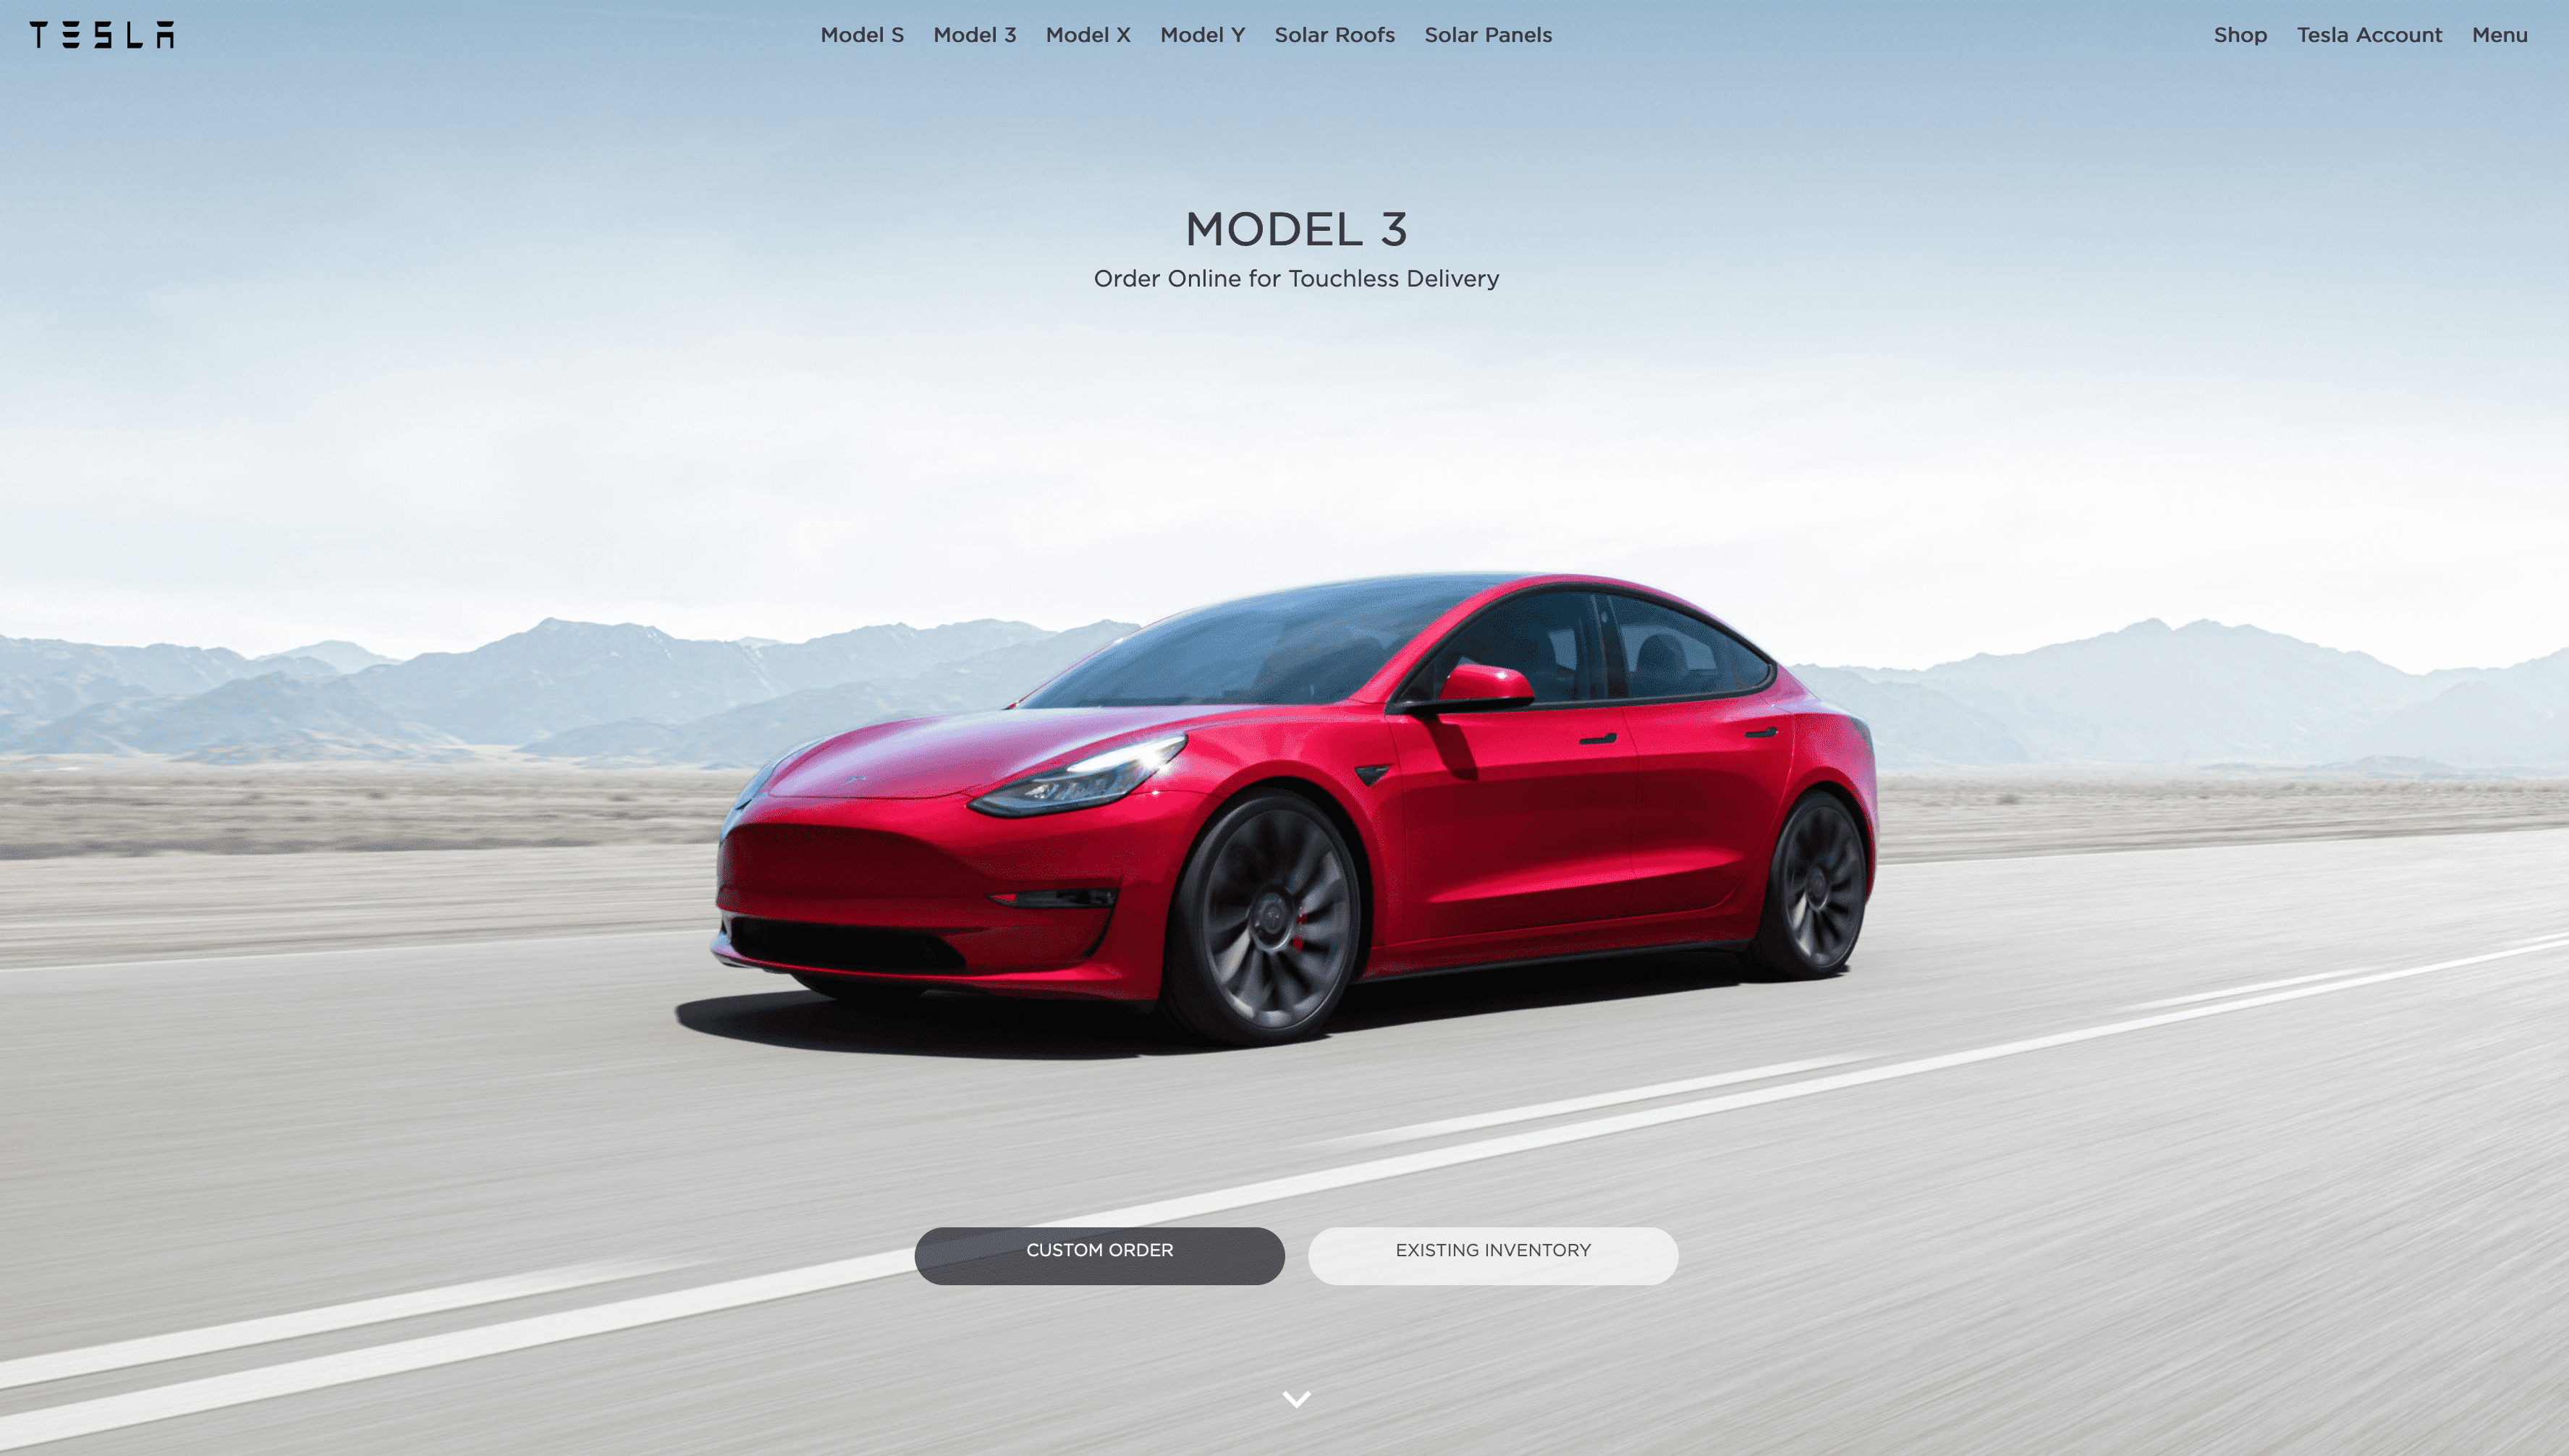 TESLA
Model S Model 3 Model X Model Y Solar Roofs Solar Panels
Shop Tesla Account Menu
MODEL 3
Order Online for Touchless Delivery
CUSTOM ORDER
EXISTING INVENTORY